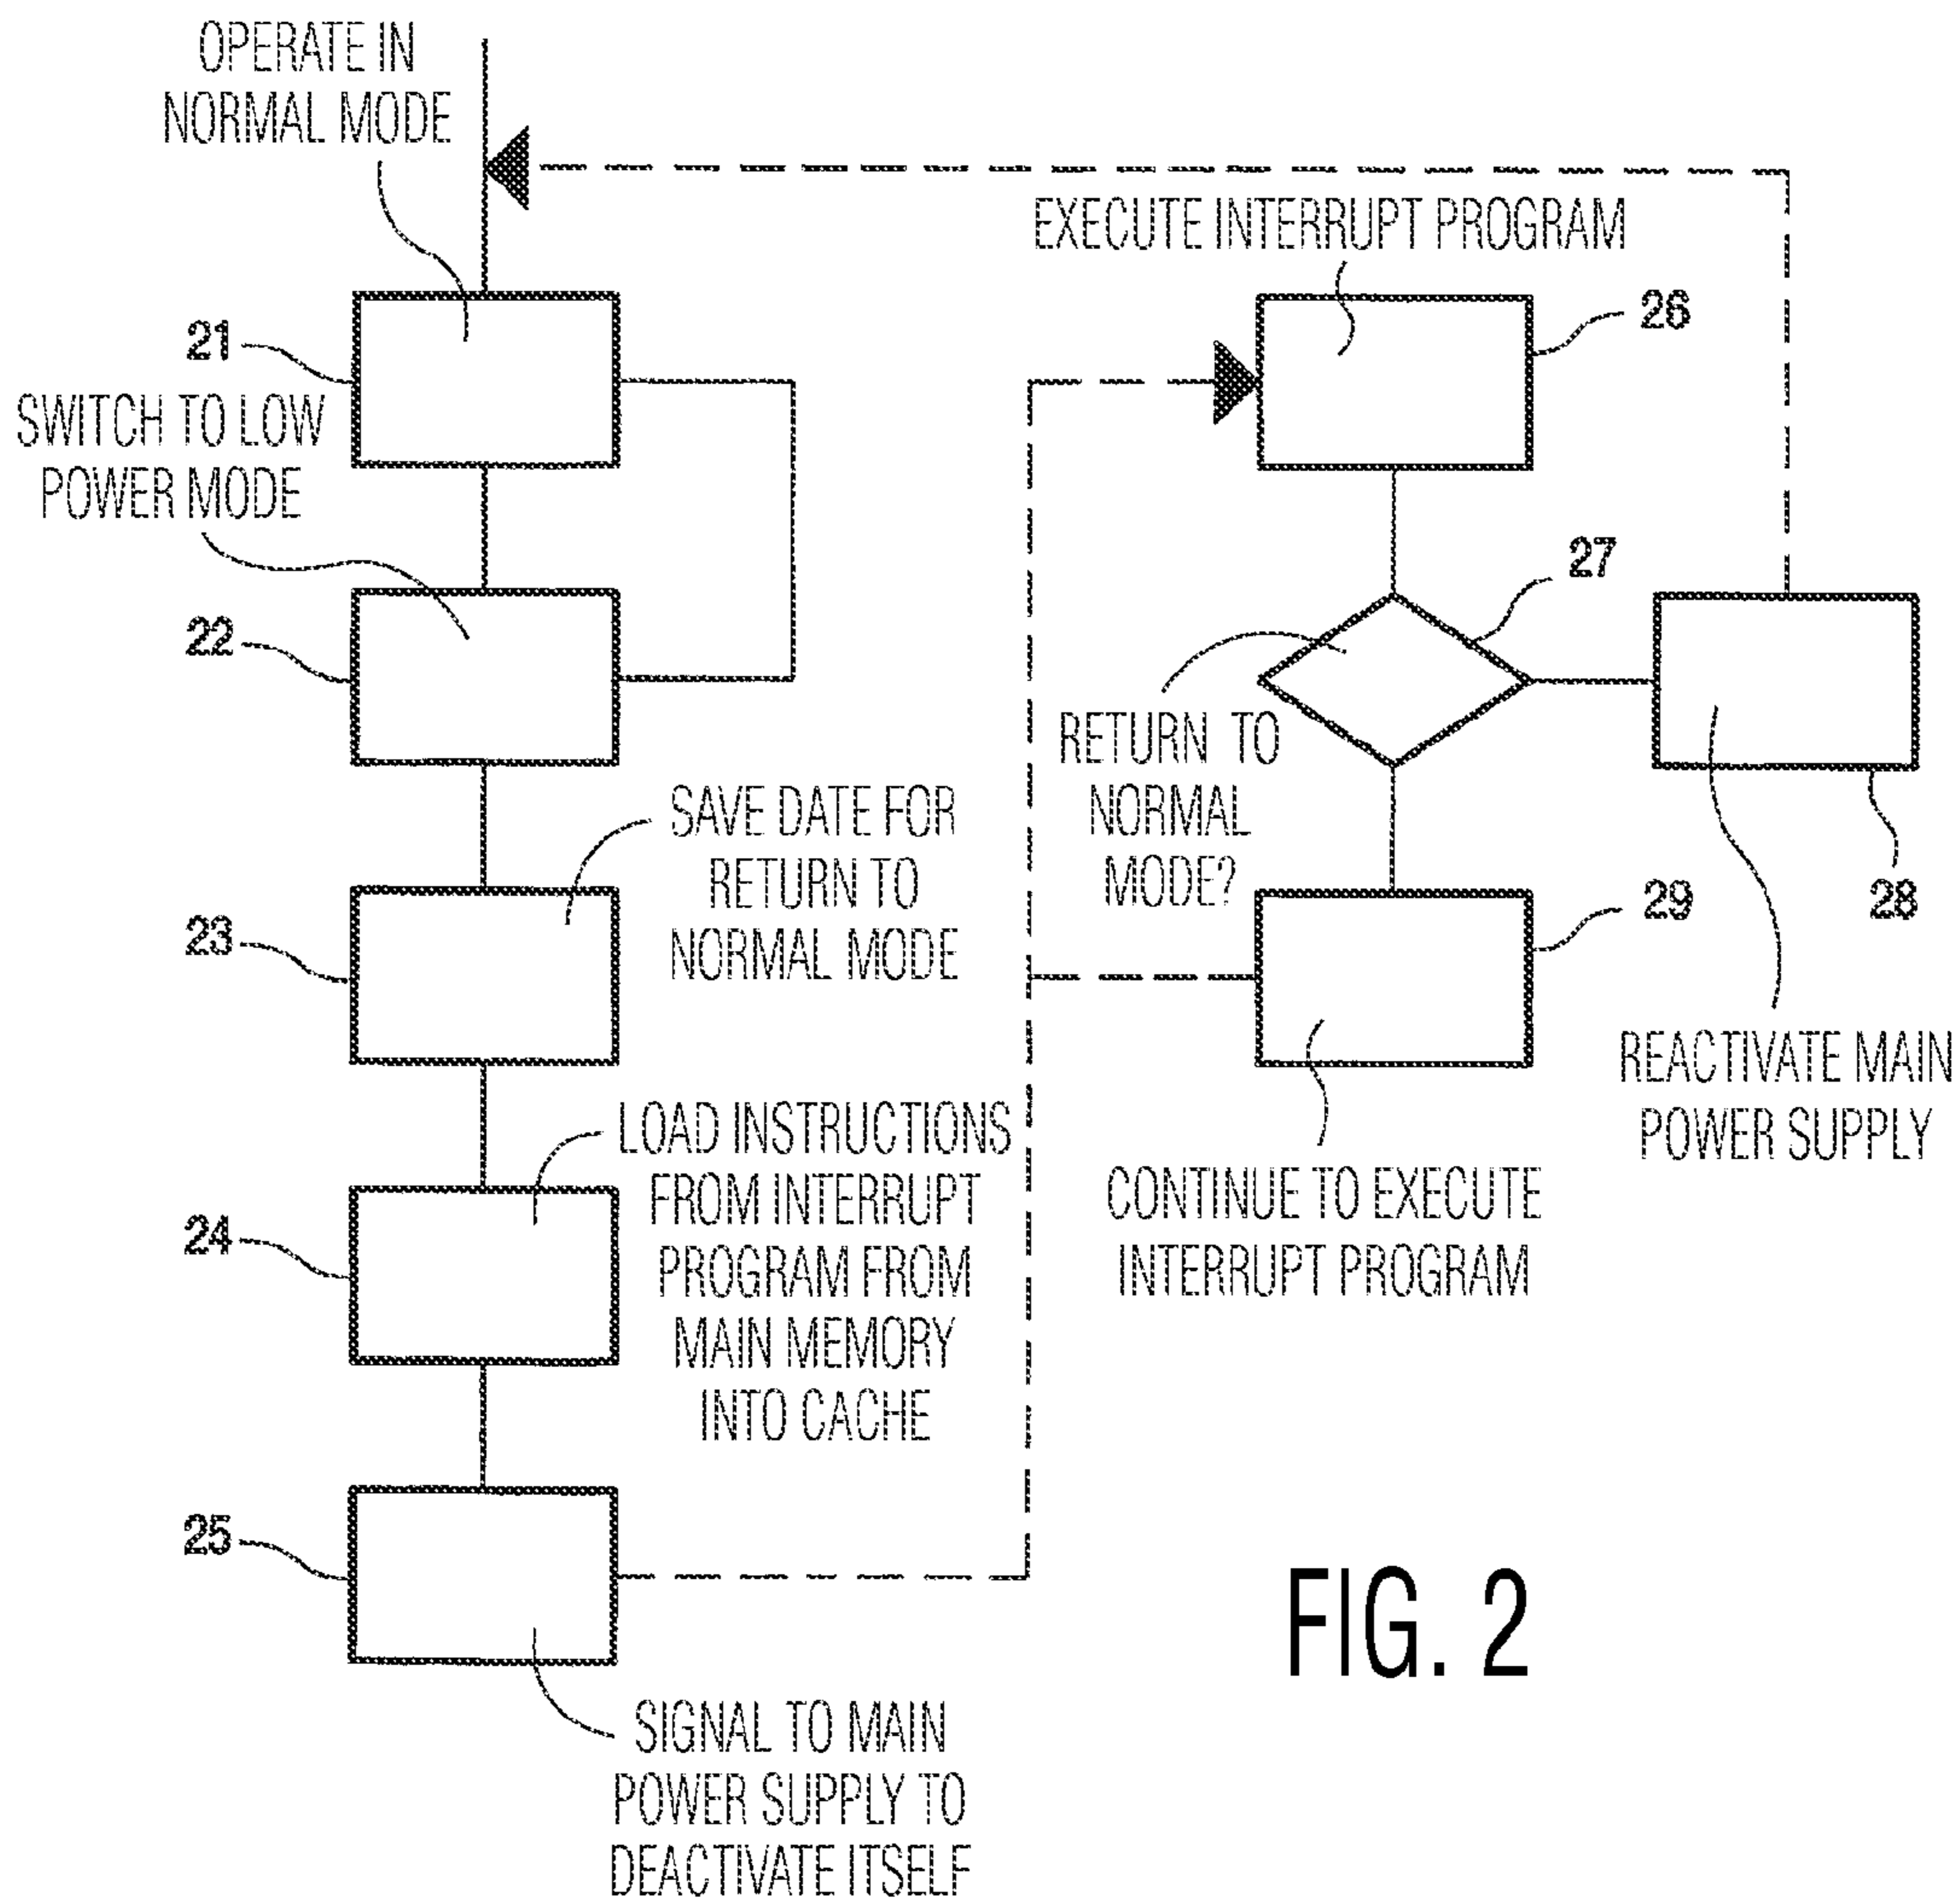 OPERATE IN
NORMAL MODE
21
SWITCH TO LOW
POWER MODE
22
SAVE DATE FOR
RETURN TO
NORMAL MODE
23
LOAD INSTRUCTIONS
FROM INTERRUPT
PROGRAM FROM
MAIN MEMORY
INTO CACHE
24
25
SIGNAL TO MAIN
POWER SUPPLY TO
DEACTIVATE ITSELF
EXECUTE INTERRUPT PROGRAM
26
27
RETURN TO
NORMAL
MODE?
28
29
REACTIVATE MAIN
POWER SUPPLY
CONTINUE TO EXECUTE
INTERRUPT PROGRAM
FIG. 2